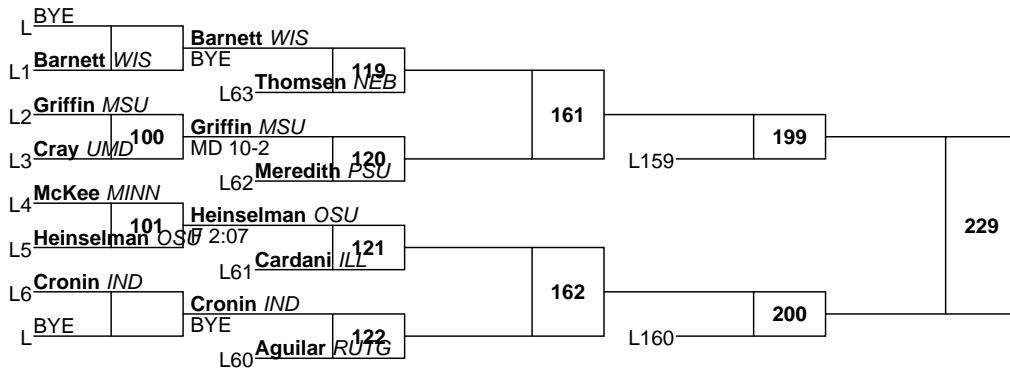 L BYE
Barnett WIS
BYE
L1 Barnett WIS
119
L63 Thomsen NEB
161
L2 Griffin MSU
100
Griffin MSU
MD 10-2
199
L3 Cray UMD
120
L62 Meredith PSU
L159
L4 McKee MINN
101
Heinselman OSU
F 2:07
229
L5 Heinselman OSU
121
L61 Cardani ILL
162
L6 Cronin IND
Cronin IND
BYE
200
L BYE
122
L60 Aguilar RUTG
L160